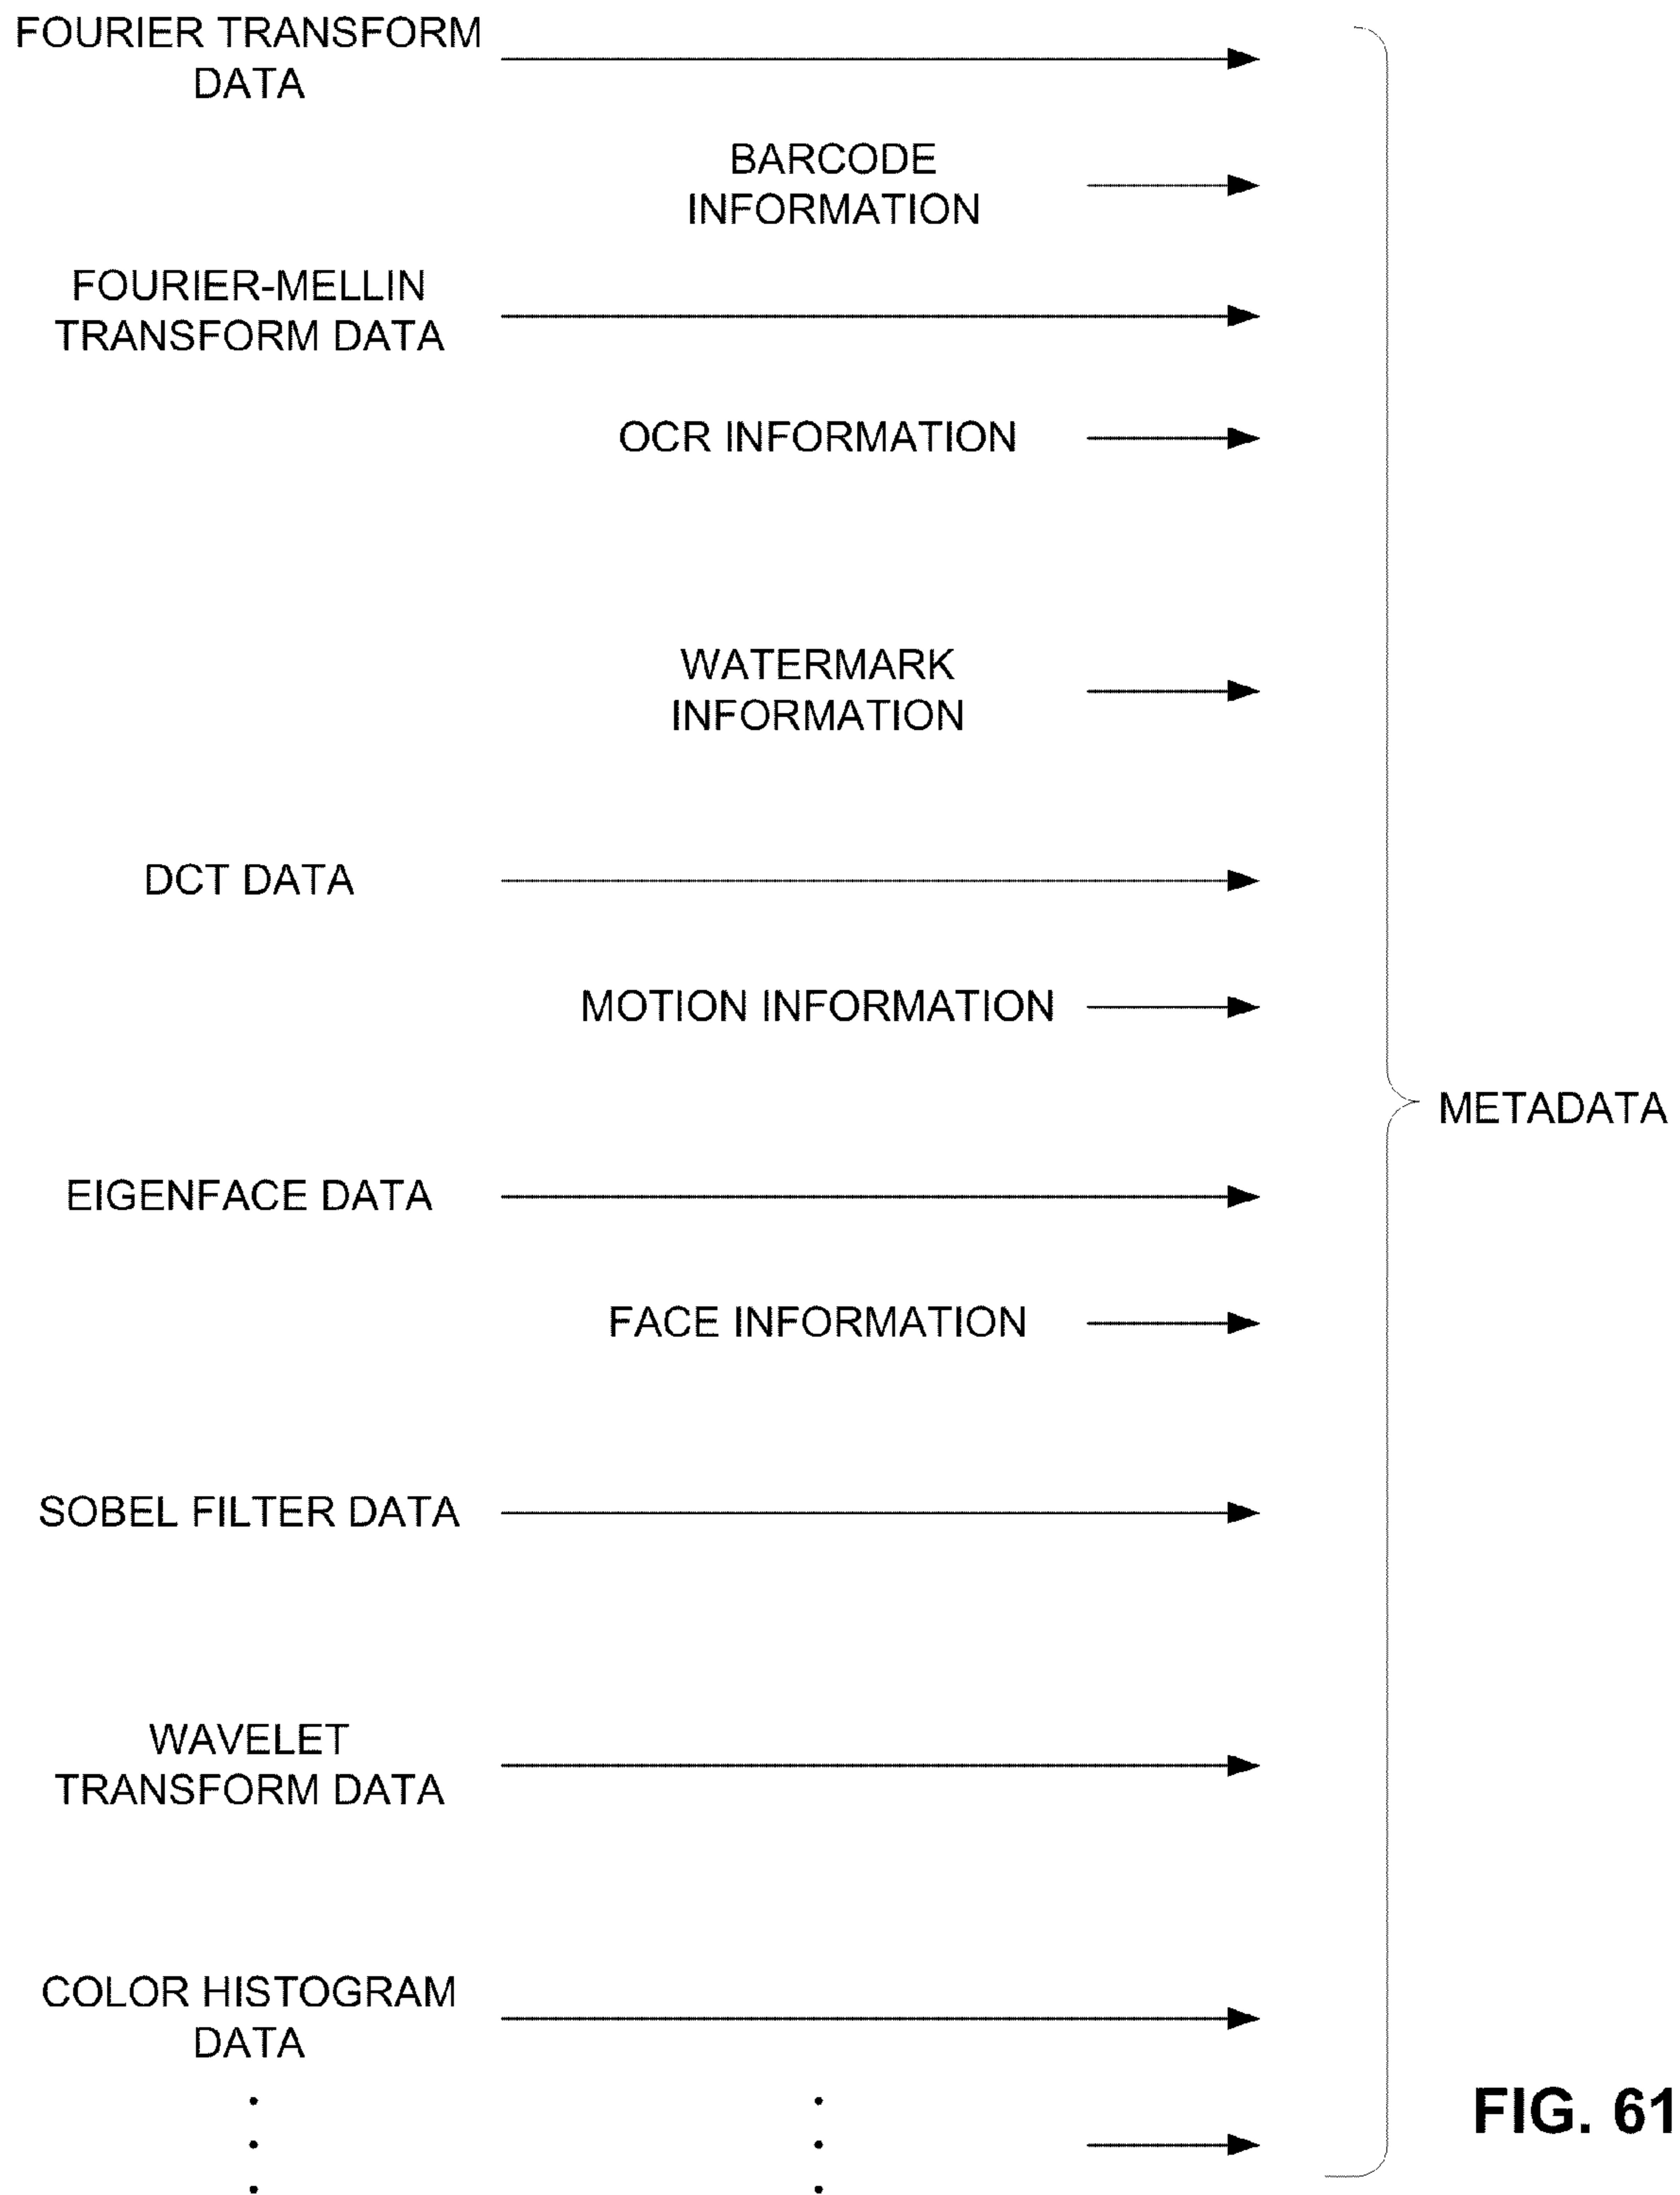 FOURIER TRANSFORM
DATA
BARCODE
INFORMATION
FOURIER-MELLIN
TRANSFORM DATA
OCR INFORMATION
WATERMARK
INFORMATION
DCT DATA
MOTION INFORMATION
METADATA
EIGENFACE DATA
FACE INFORMATION
SOBEL FILTER DATA
WAVELET
TRANSFORM DATA
COLOR HISTOGRAM
DATA
FIG. 61